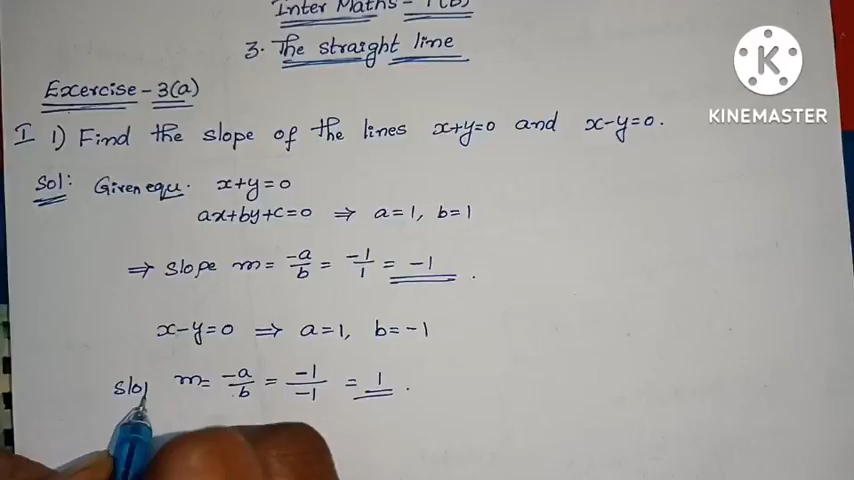 Inter Maths - 1(B)
3. The straight line
Excercise - 3(a)
I 1) Find the slope of the lines x+y=0 and x-y=0.
Sol: Given equ. x+y=0
ax+by+c=0 ⇒ a=1, b=1
⇒ slope m = -a/b = -1/1 = -1.
x-y=0 ⇒ a=1, b=-1
slo m= -a/b = -1/-1 = 1.
K
KINEMASTER